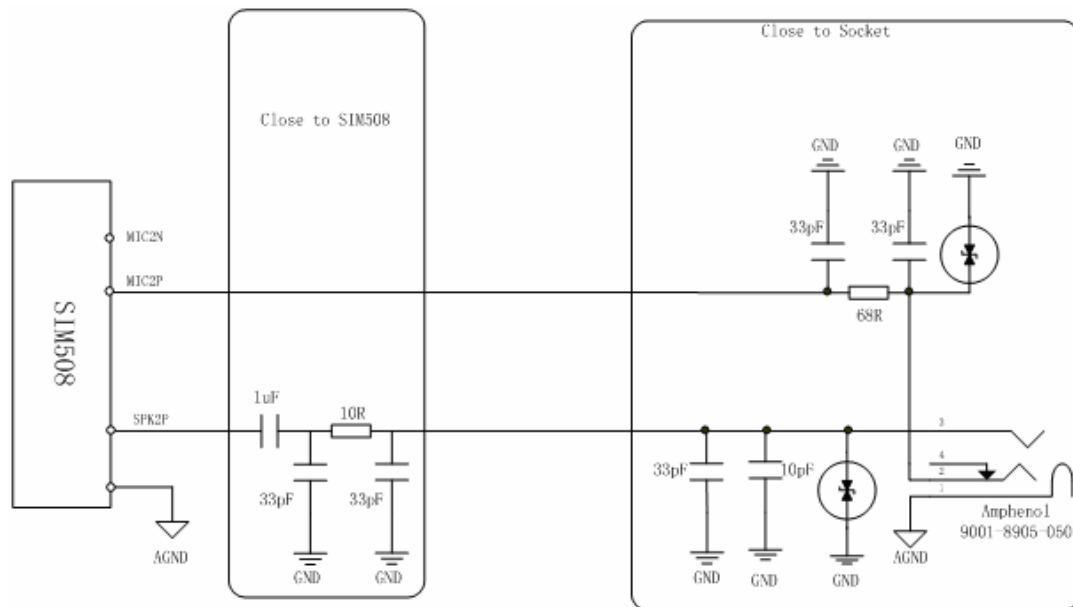 Close to Socket
Close to SIM508
GND
GND
GND
33pF
33pF
MIC2N
MIC2P
68R
SIM508
1uF
10R
SPK2P
3
33pF
33pF
33pF
10pF
4
2
1
Amphenol
9001-8905-050
AGND
GND
GND
GND
GND
GND
AGND